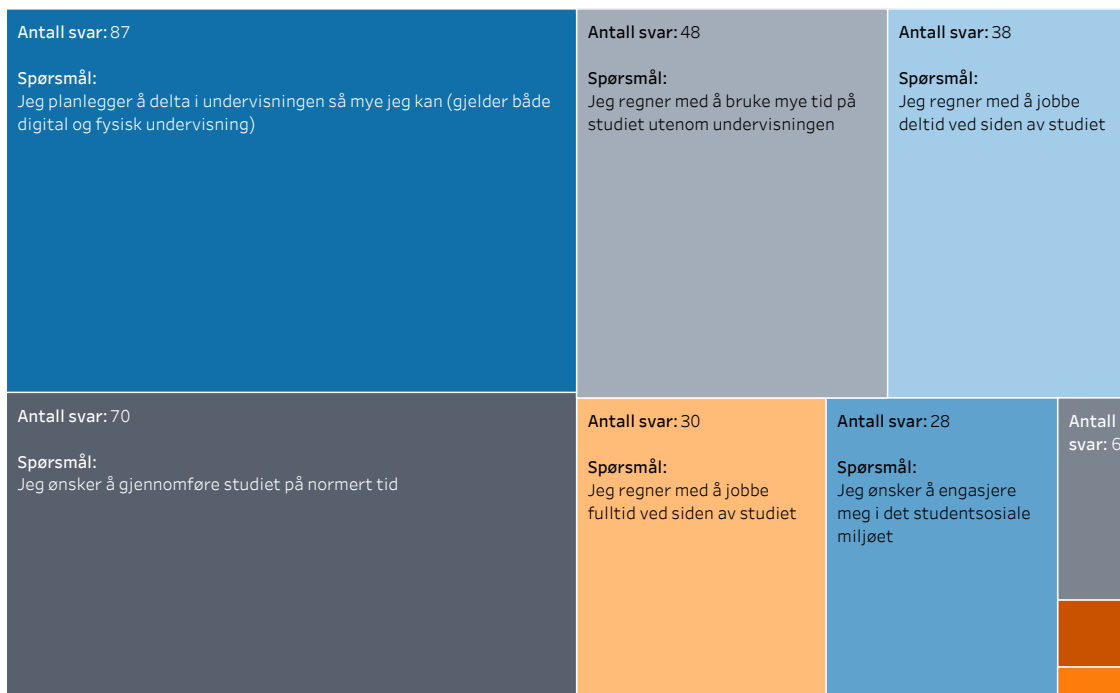 Antall svar: 87
Spørsmål:
Jeg planlegger å delta i undervisningen så mye jeg kan (gjelder både
digital og fysisk undervisning)
Antall svar: 48
Spørsmål:
Jeg regner med å bruke mye tid på
studiet utenom undervisningen
Antall svar: 38
Spørsmål:
Jeg regner med å jobbe
deltid ved siden av studiet
Antall svar: 70
Spørsmål:
Jeg ønsker å gjennomføre studiet på normert tid
Antall svar: 30
Spørsmål:
Jeg regner med å jobbe
fulltid ved siden av studiet
Antall svar: 28
Spørsmål:
Jeg ønsker å engasjere
meg i det studentsosiale
miljøet
Antall
svar: 6